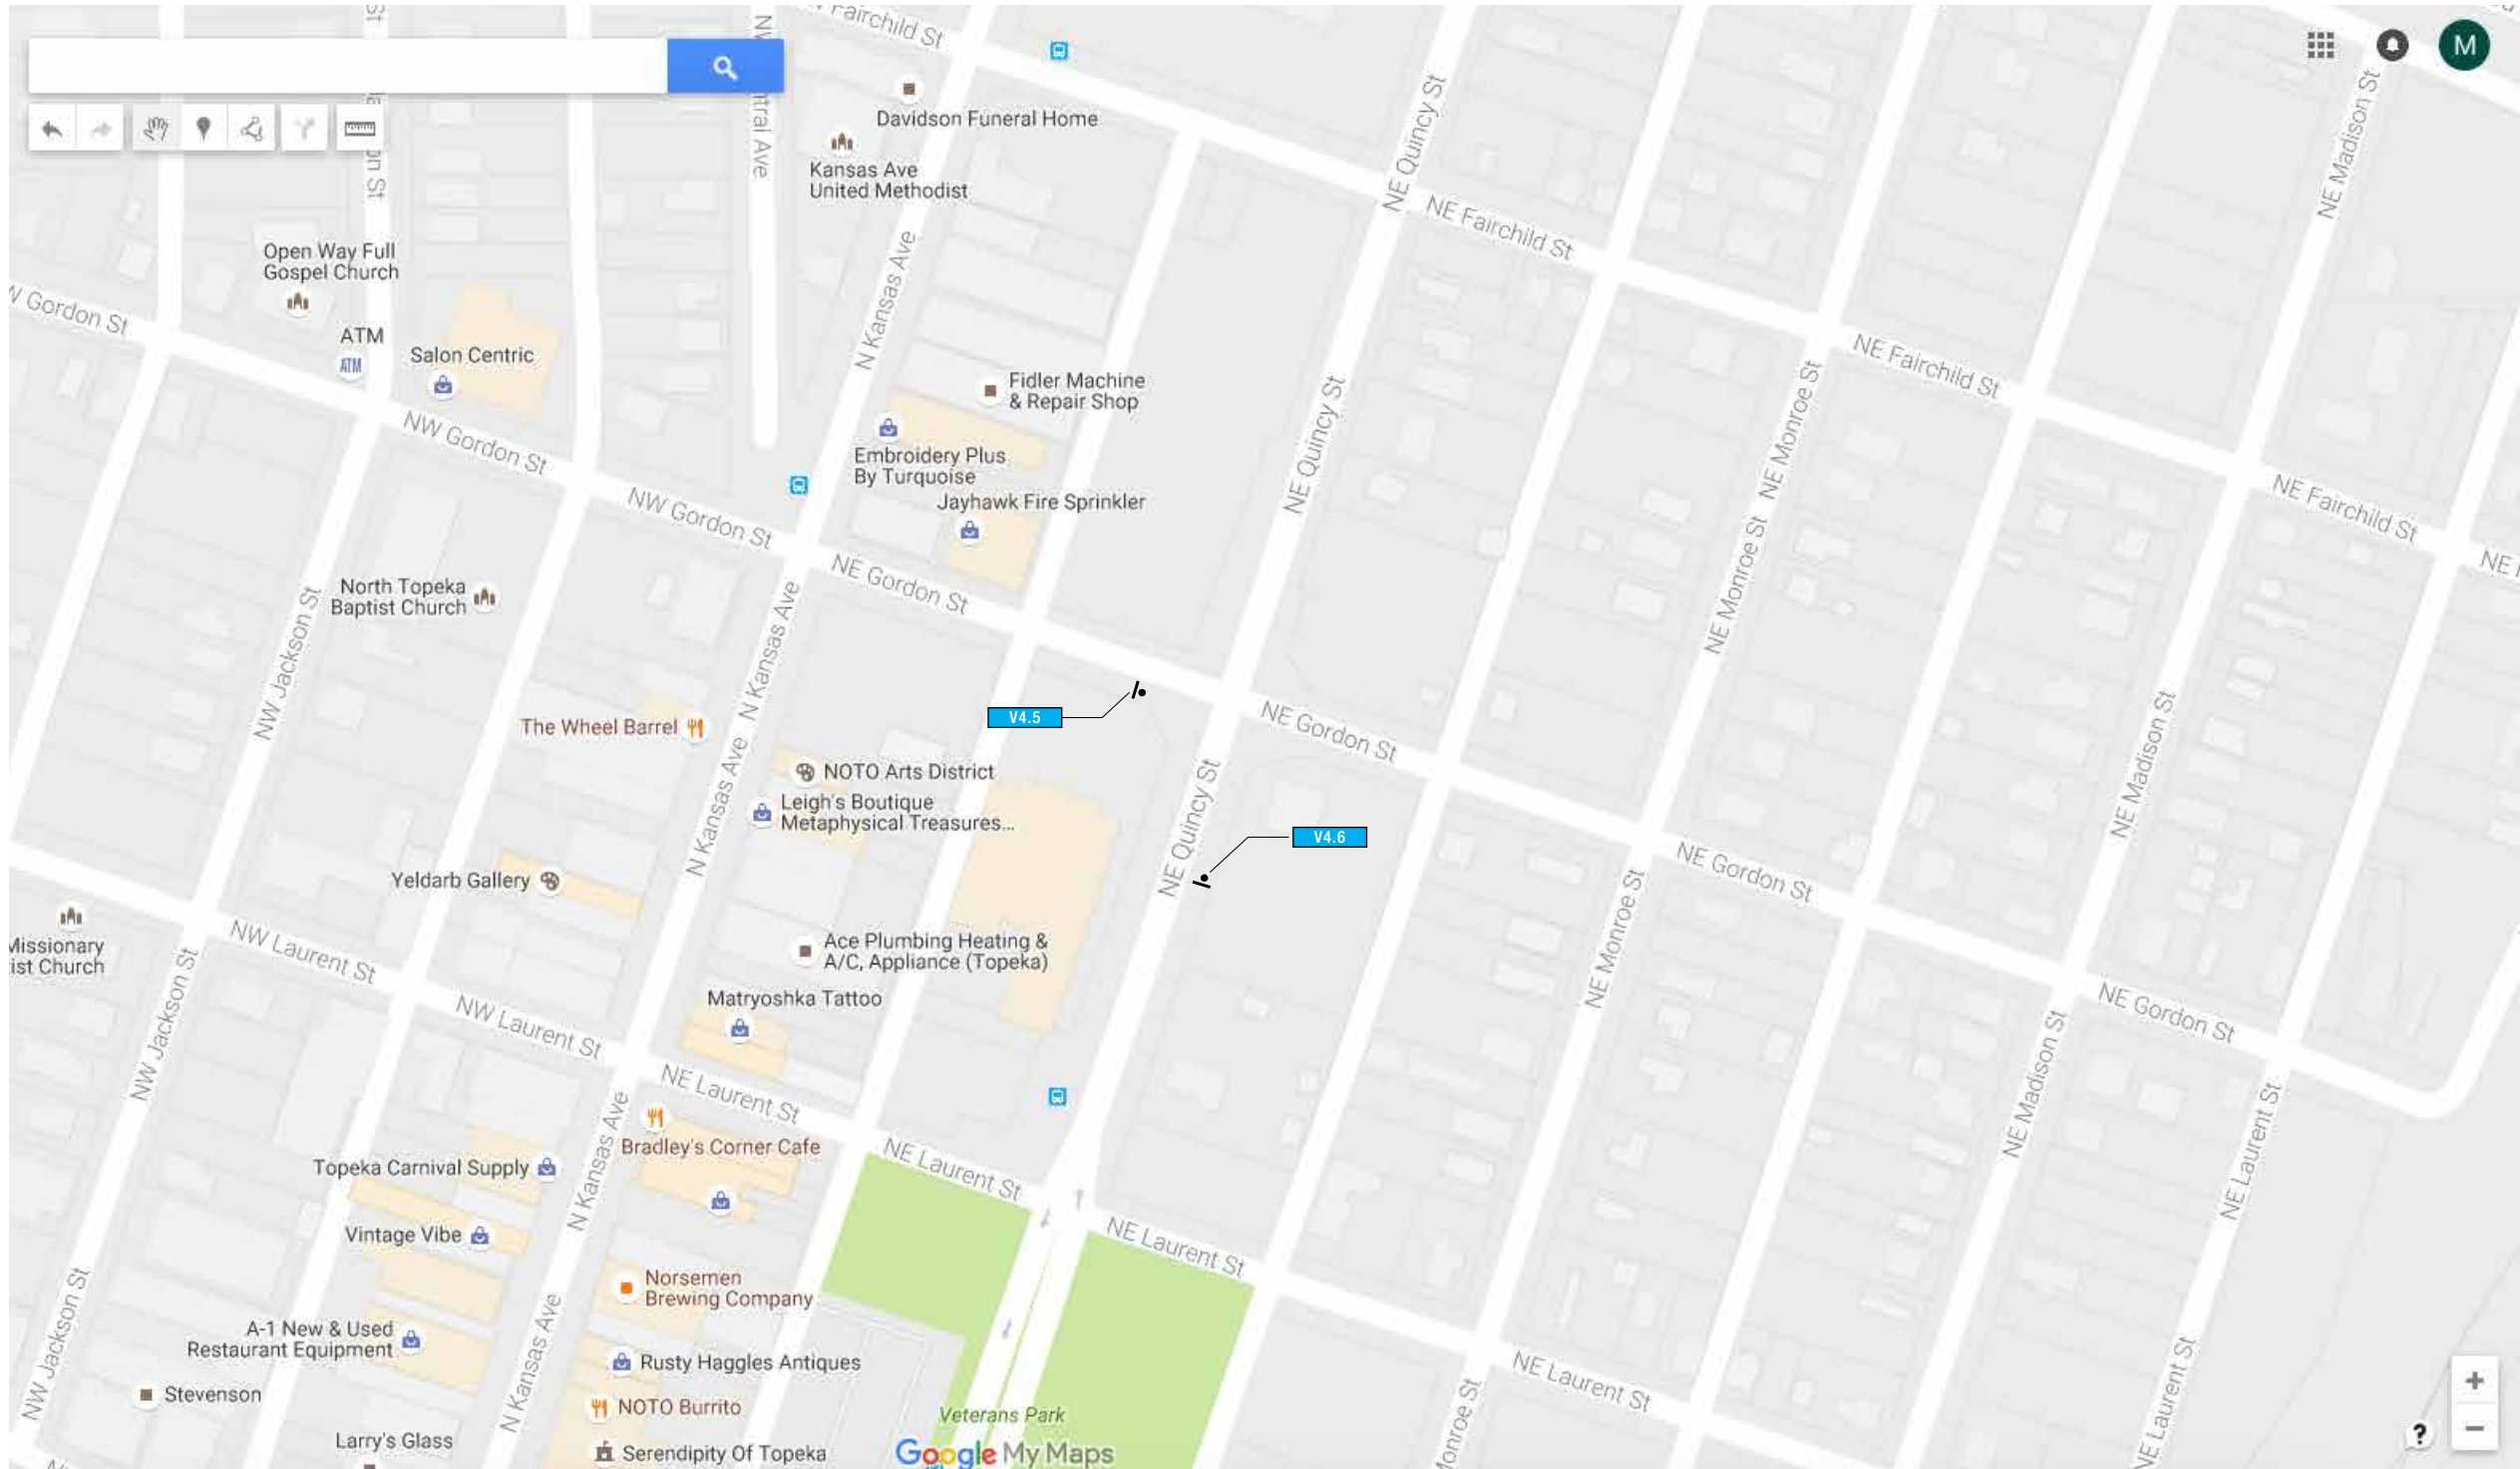 Fairchild St
M
Davidson Funeral Home
Kansas Ave
United Methodist
NE Quincy St
NE Madison St
NE Fairchild St
Open Way Full
Gospel Church
N Kansas Ave
Gordon St
ATM
ATM
Salon Centric
Fidler Machine
& Repair Shop
NE Fairchild St
NE Monroe St
NW Gordon St
NE Quincy St
Embroidery Plus
By Turquoise
Jayhawk Fire Sprinkler
NE Fairchild St
NW Gordon St
NE Gordon St
NE Monroe St
NE
North Topeka
Baptist Church
NW Jackson St
N Kansas Ave
V4.5
The Wheel Barrel
NE Gordon St
NE Madison St
NOTO Arts District
Leigh's Boutique
Metaphysical Treasures...
N Kansas Ave
NE Quincy St
V4.6
Yeldarb Gallery
NE Gordon St
Missionary
ist Church
NW Laurent St
Ace Plumbing Heating &
A/C, Appliance (Topeka)
NE Monroe St
Matryoshka Tattoo
NW Jackson St
NW Laurent St
NE Gordon St
NE Madison St
NE Laurent St
N Kansas Ave
Bradley's Corner Cafe
Topeka Carnival Supply
NE Laurent St
NE Laurent St
Vintage Vibe
NE Laurent St
NW Jackson St
Norsemen
Brewing Company
A-1 New & Used
Restaurant Equipment
N Kansas Ave
Rusty Haggles Antiques
NE Laurent St
NE Laurent St
Stevenson
NOTO Burrito
Veterans Park
Monroe St
Larry's Glass
Serendipity Of Topeka
Google My Maps
+
−
?